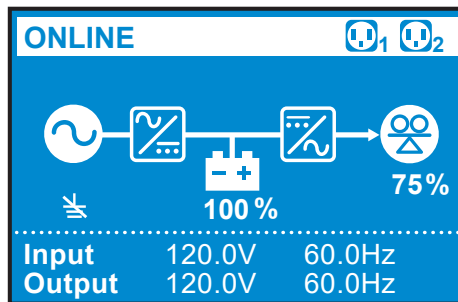 ONLINE 1 2
75%
100 %
Input 120.0V 60.0Hz
Output 120.0V 60.0Hz